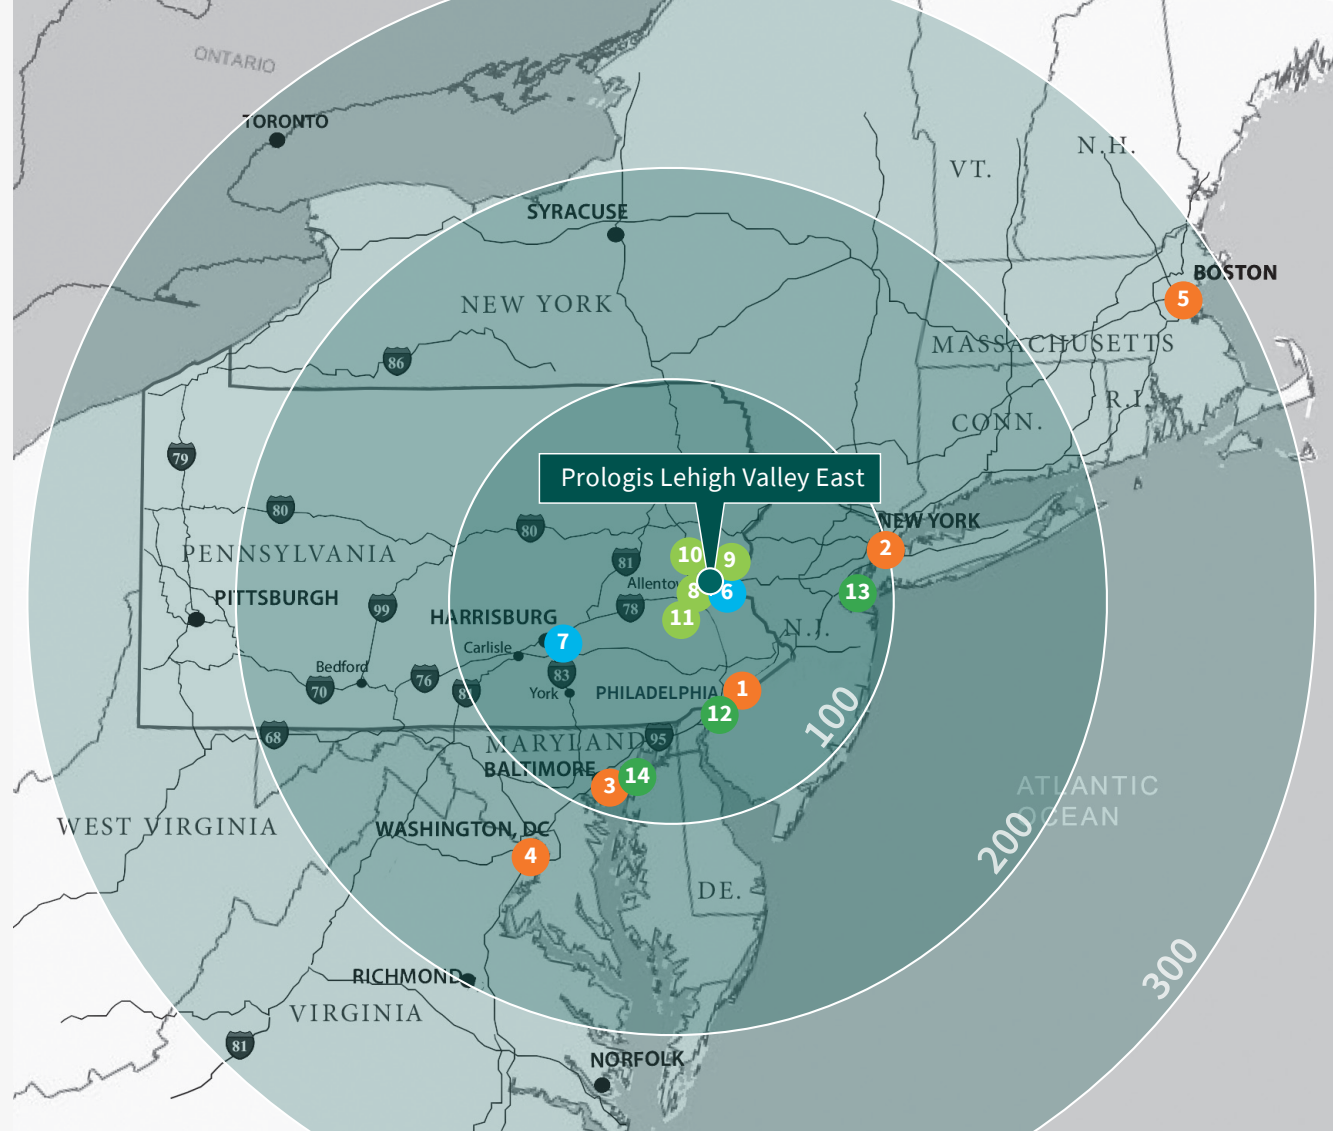 ONTARIO
TORONTO
N.H.
VT.
SYRACUSE
BOSTON
5
NEW YORK
MASSACHUSETTS
86
R.I.
CONN.
79
Prologis Lehigh Valley East
80
80
NEW YORK
2
PENNSYLVANIA
10
9
81
Allentow
8
6
13
PITTSBURGH
99
78
HARRISBURG
11
7
N.J.
Carlisle
Bedford
76
83
70
81
York
PHILADELPHIA
1
12
100
68
MARYLAND
95
BALTIMORE
3
14
ATLANTIC
OCEAN
WEST VIRGINIA
WASHINGTON, DC
4
200
DE.
RICHMOND
300
VIRGINIA
81
NORFOLK